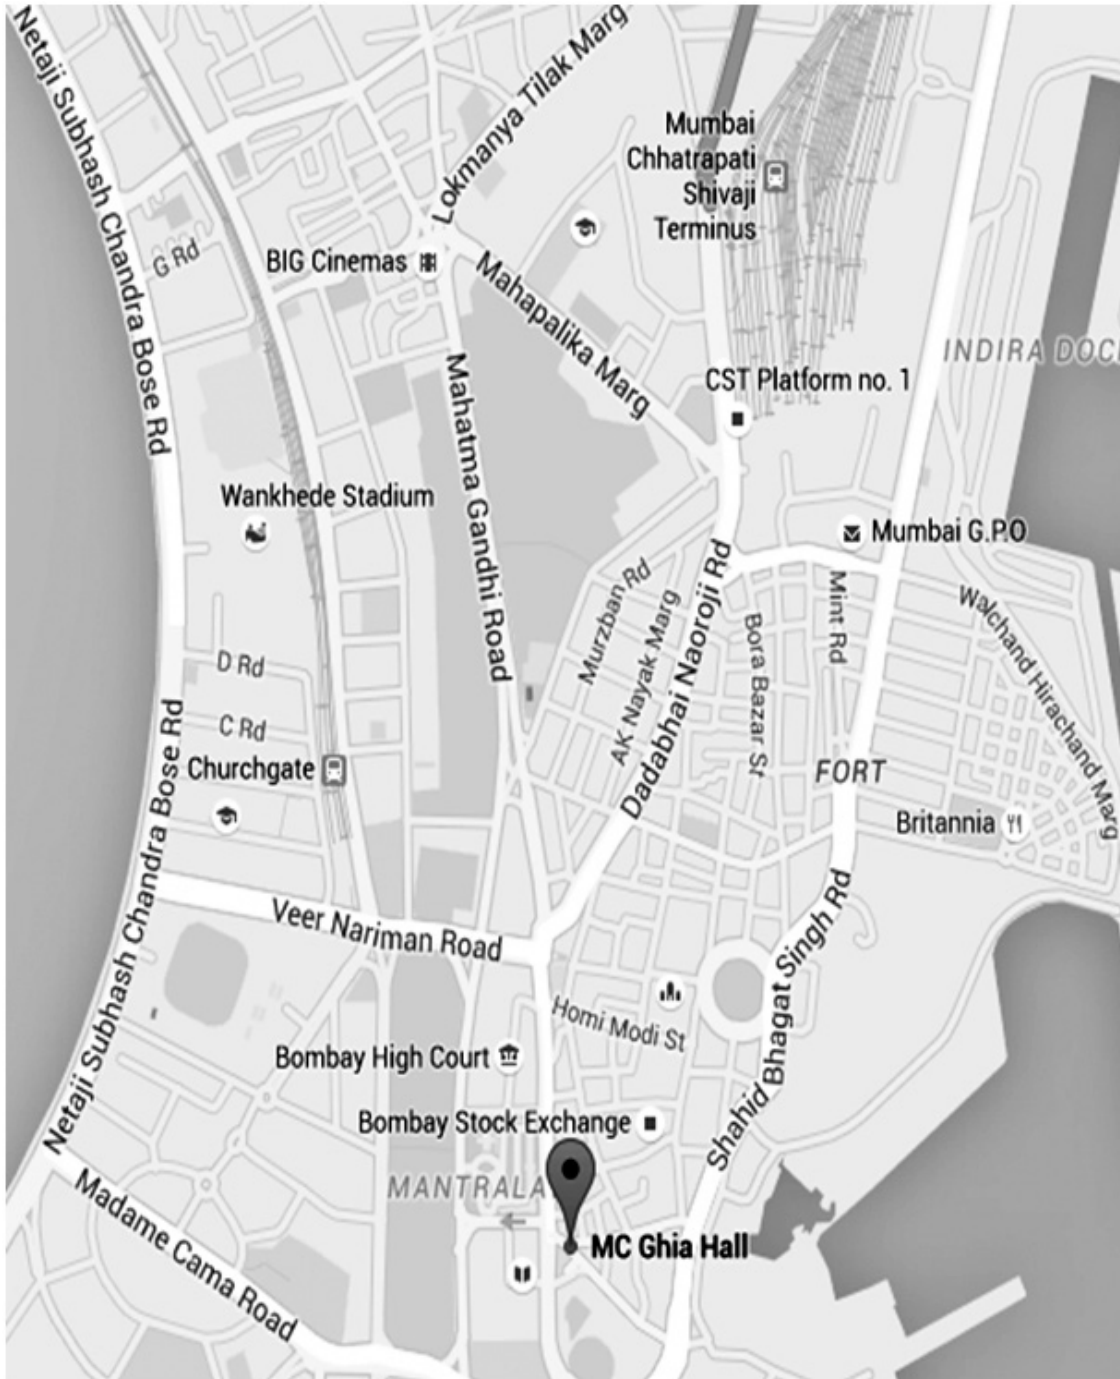 Netaji Subhash Chandra Bose Rd
Lokmanya Tilak Marg
Mumbai
Chhatrapati
Shivaji
Terminus
G Rd
BIG Cinemas
Mahapalika Marg
INDIRA DOC
CST Platform no. 1
Mahatma Gandhi Road
Wankhede Stadium
Mumbai G.P.O
Murzban Rd
AK Nayak Marg
Dadabhai Naoroji Rd
Bora Bazar St
Mint Rd
Walchand Hirachand Marg
D Rd
C Rd
Churchgate
FORT
Britannia
Netaji Subhash Chandra Bose Rd
Veer Nariman Road
Shahid Bhagat Singh Rd
Homi Modi St
Bombay High Court
Bombay Stock Exchange
MANTRALA
Madame Cama Road
MC Ghia Hall